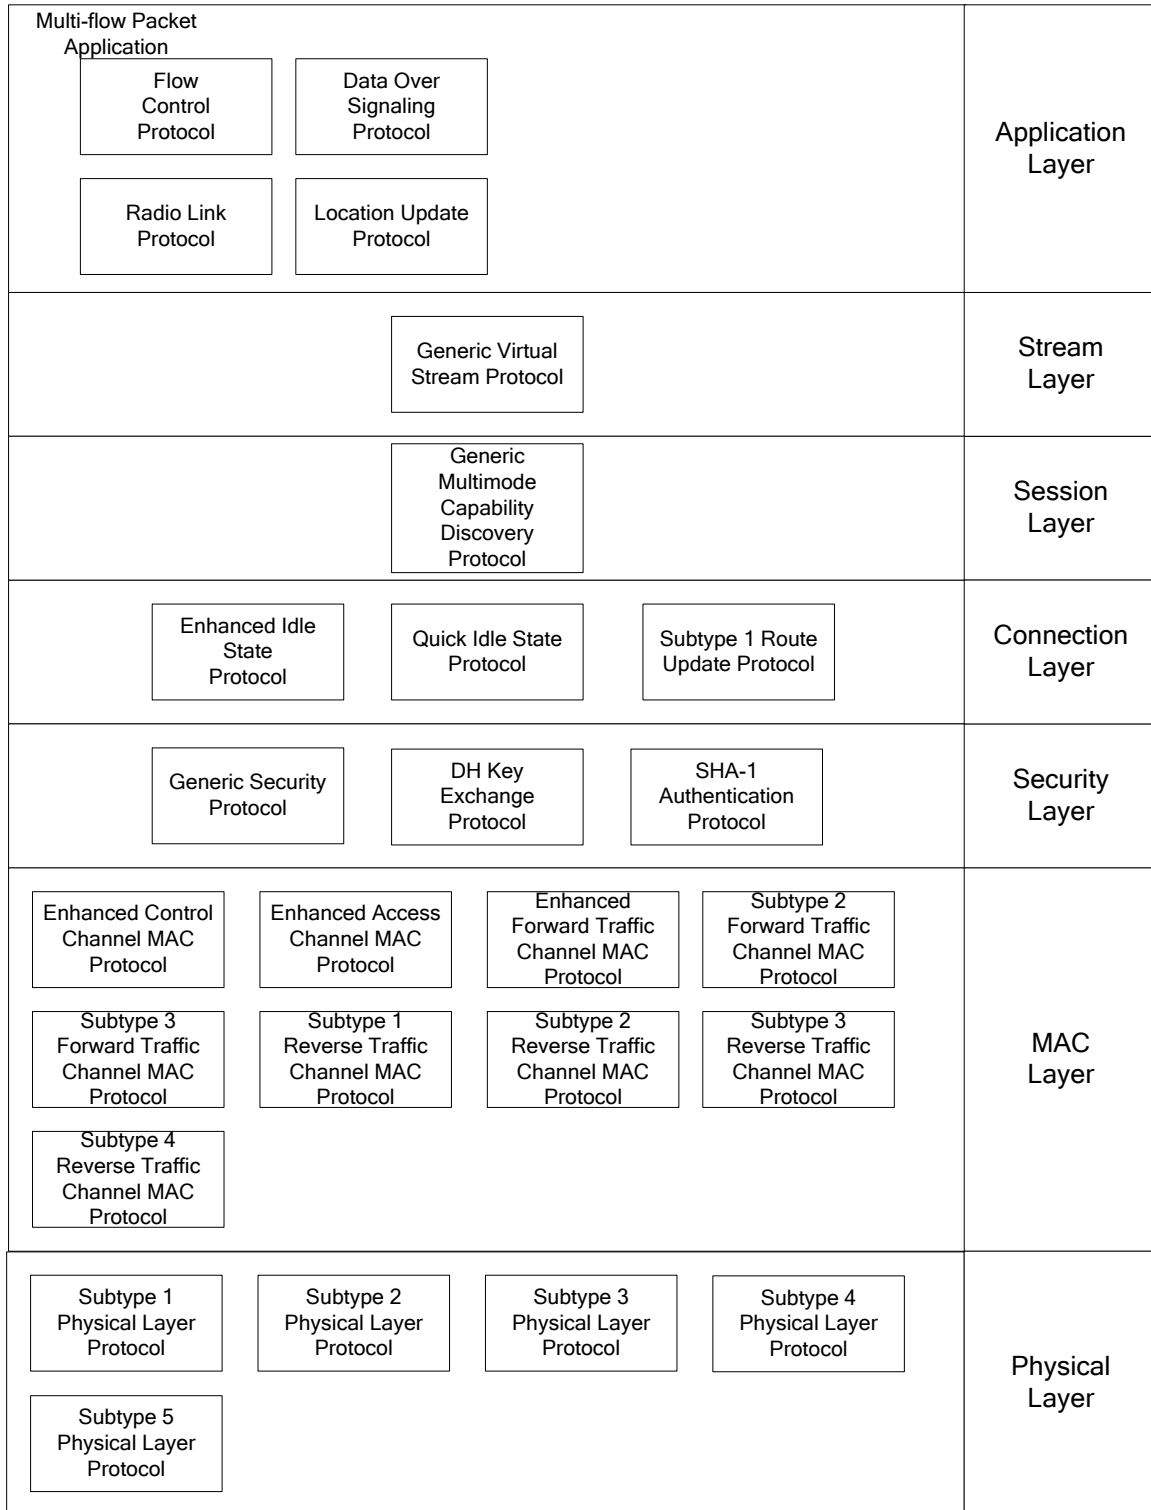 Multi-flow Packet
Application
Flow
Control
Protocol
Data Over
Signaling
Protocol
Radio Link
Protocol
Location Update
Protocol
Application
Layer
Generic Virtual
Stream Protocol
Stream
Layer
Generic
Multimode
Capability
Discovery
Protocol
Session
Layer
Enhanced Idle
State
Protocol
Quick Idle State
Protocol
Subtype 1 Route
Update Protocol
Connection
Layer
Generic Security
Protocol
DH Key
Exchange
Protocol
SHA-1
Authentication
Protocol
Security
Layer
Enhanced Control
Channel MAC
Protocol
Enhanced Access
Channel MAC
Protocol
Enhanced
Forward Traffic
Channel MAC
Protocol
Subtype 2
Forward Traffic
Channel MAC
Protocol
Subtype 3
Forward Traffic
Channel MAC
Protocol
Subtype 1
Reverse Traffic
Channel MAC
Protocol
Subtype 2
Reverse Traffic
Channel MAC
Protocol
Subtype 3
Reverse Traffic
Channel MAC
Protocol
Subtype 4
Reverse Traffic
Channel MAC
Protocol
MAC
Layer
Subtype 1
Physical Layer
Protocol
Subtype 2
Physical Layer
Protocol
Subtype 3
Physical Layer
Protocol
Subtype 4
Physical Layer
Protocol
Subtype 5
Physical Layer
Protocol
Physical
Layer